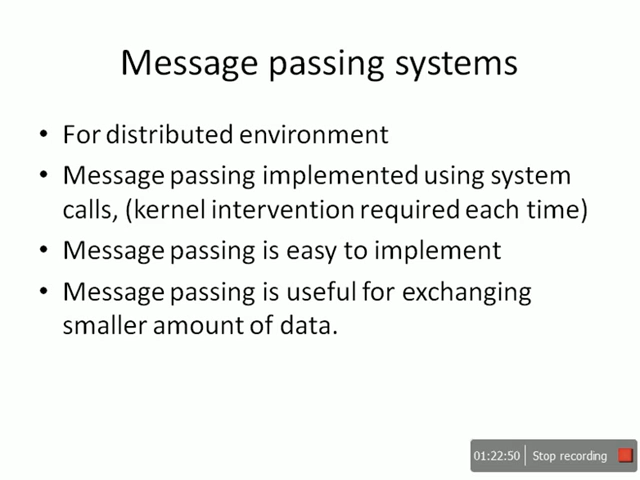 Message passing systems
• For distributed environment
• Message passing implemented using system
calls, (kernel intervention required each time)
• Message passing is easy to implement
• Message passing is useful for exchanging
smaller amount of data.
01:22:50 Stop recording